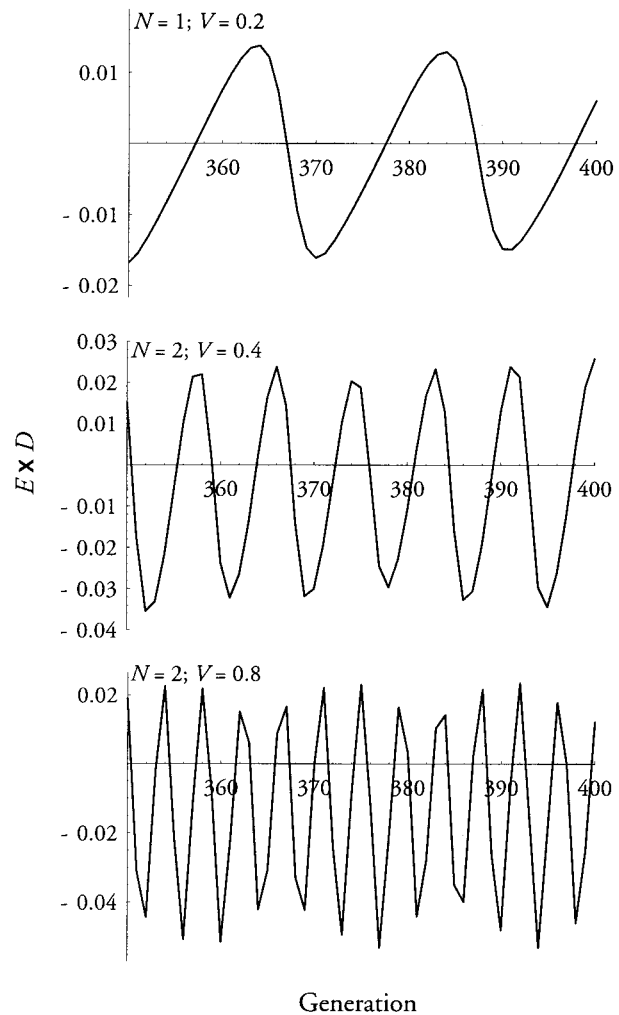 N = 1; V = 0.2
0.01
- 0.01
- 0.02
360 370 380 390 400
N = 2; V = 0.4
0.03
0.02
0.01
- 0.01
- 0.02
- 0.03
- 0.04
360 370 380 390 400
E x D
N = 2; V = 0.8
0.02
- 0.02
- 0.04
360 370 380 390 400
Generation